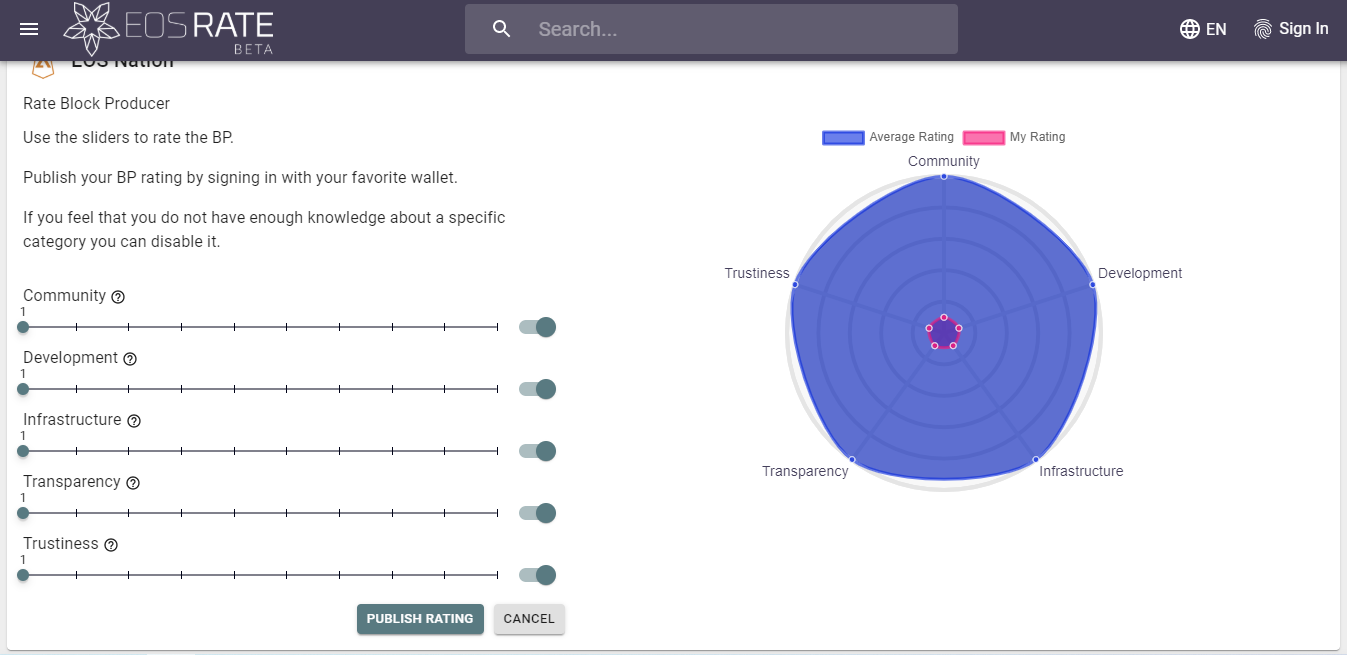 EOS RATE
BETA
Search...
EN
Sign In
EOS Nation
Rate Block Producer
Use the sliders to rate the BP.
Publish your BP rating by signing in with your favorite wallet.
If you feel that you do not have enough knowledge about a specific
category you can disable it.
Community
1
Development
1
Infrastructure
1
Transparency
1
Trustiness
1
PUBLISH RATING
CANCEL
Average Rating
My Rating
Community
Trustiness
Development
Transparency
Infrastructure